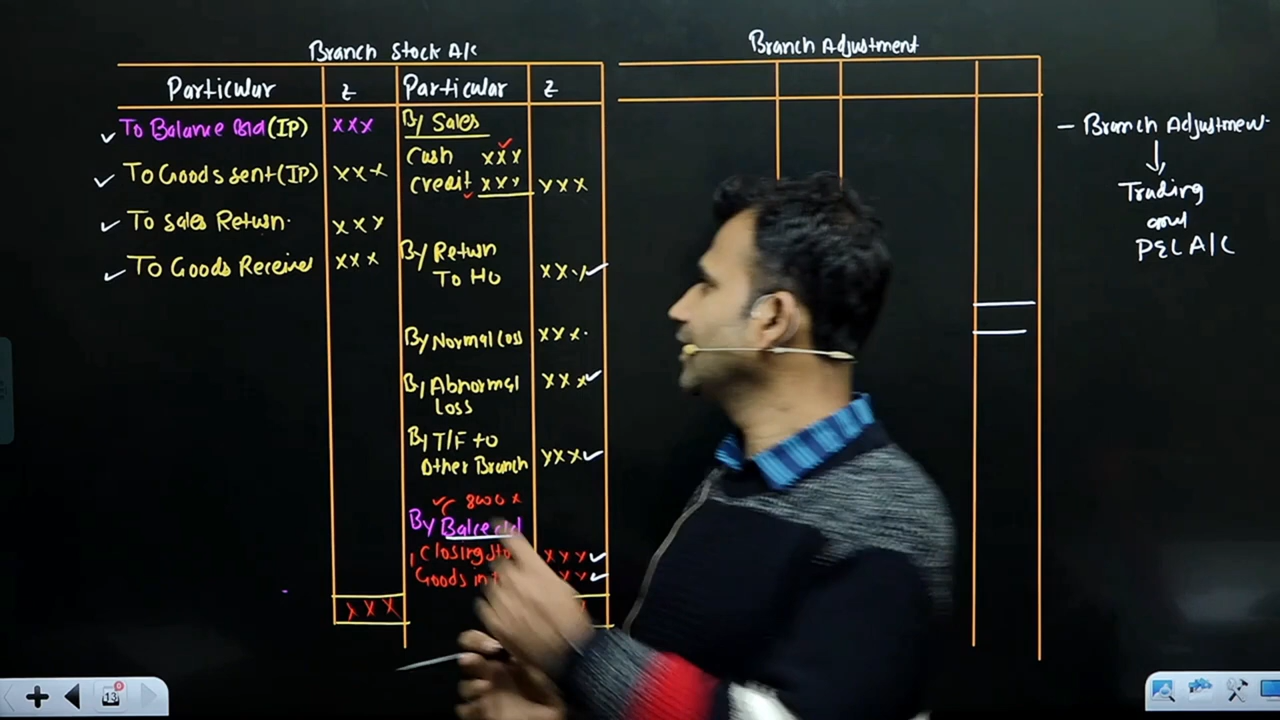 Branch Stock A/c
Particular ₹ Particular ₹
To Balance b/d (IP) xxx
To Goods sent (IP) xxx
To Sales Return xxx
To Goods Received xxx
xxx
By Sales
Cash xxx
Credit xxx xxx
By Return
To HO xxx
By Normal Loss xxx
By Abnormal
Loss xxx
By T/F to
Other Branch xxx
8000 x
By
Closing xxx
Goods in
Branch Adjustment
- Branch Adjustment
Trading
and
P&L A/C
13